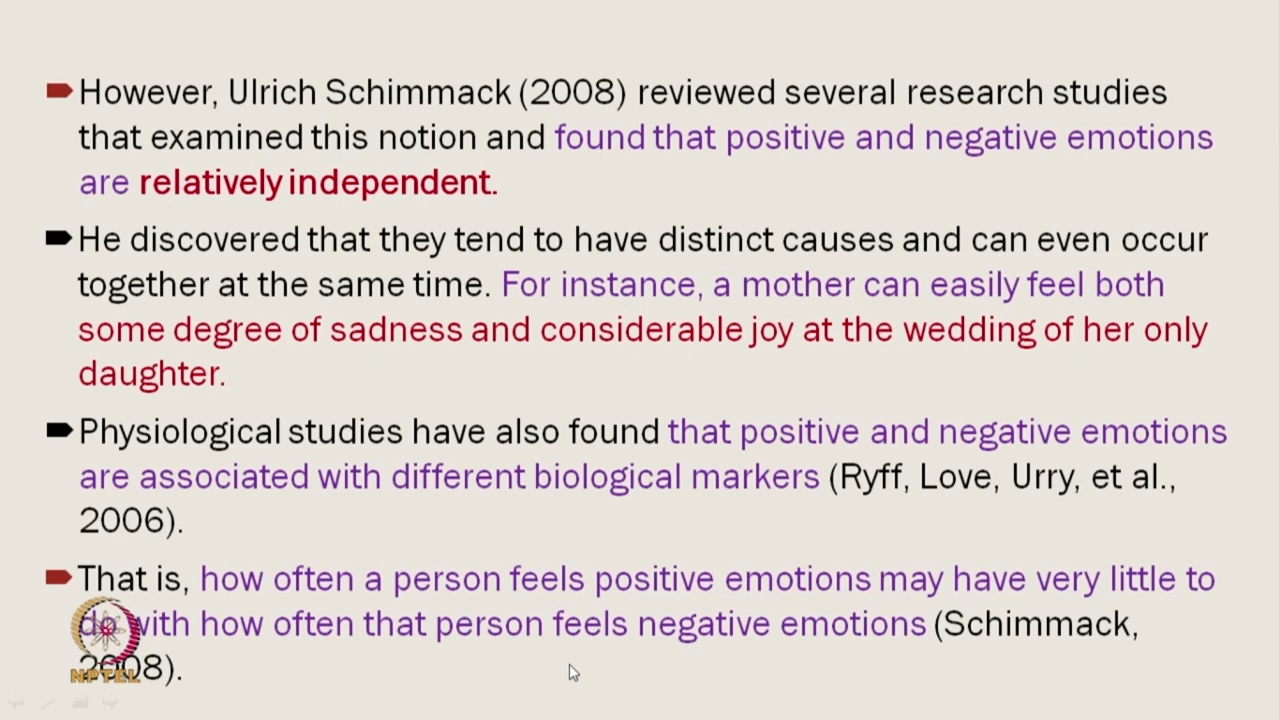 However, Ulrich Schimmack (2008) reviewed several research studies
that examined this notion and found that positive and negative emotions
are relatively independent.
He discovered that they tend to have distinct causes and can even occur
together at the same time. For instance, a mother can easily feel both
some degree of sadness and considerable joy at the wedding of her only
daughter.
Physiological studies have also found that positive and negative emotions
are associated with different biological markers (Ryff, Love, Urry, et al.,
2006).
That is, how often a person feels positive emotions may have very little to
do with how often that person feels negative emotions (Schimmack,
2008).
NPTEL